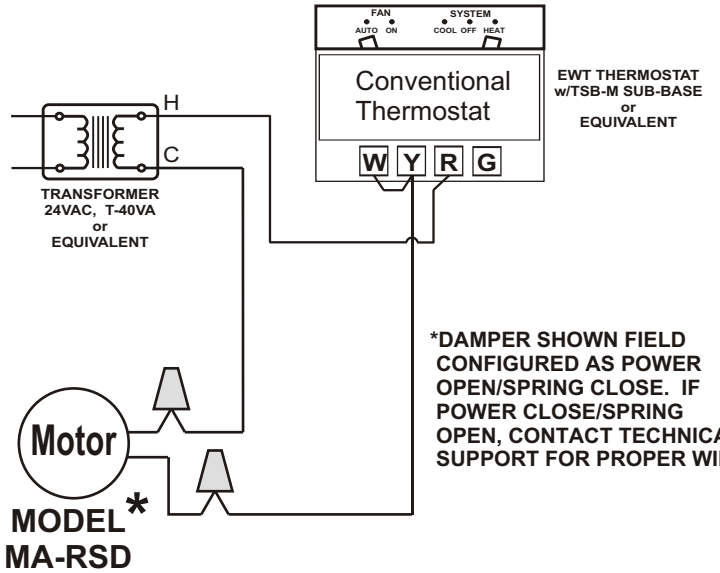 FAN SYSTEM
AUTO ON COOL OFF HEAT
Conventional
Thermostat
W Y R G
EWT THERMOSTAT
w/TSB-M SUB-BASE
or
EQUIVALENT
H
C
TRANSFORMER
24VAC, T-40VA
or
EQUIVALENT
*DAMPER SHOWN FIELD
CONFIGURED AS POWER
OPEN/SPRING CLOSE. IF
POWER CLOSE/SPRING
OPEN, CONTACT
SUPPORT FOR PROPER
Motor
MODEL*
MA-RSD